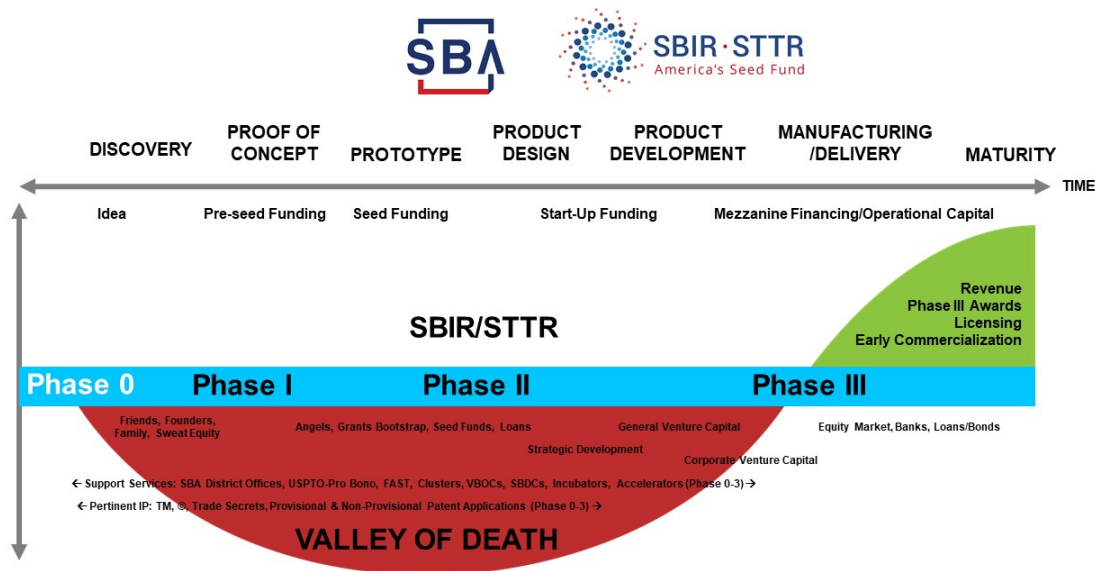 SBA
SBIR · STTR
America's Seed Fund
DISCOVERY
PROOF OF
CONCEPT
PROTOTYPE
PRODUCT
DESIGN
PRODUCT
DEVELOPMENT
MANUFACTURING
/DELIVERY
MATURITY
TIME
Idea
Pre-seed Funding
Seed Funding
Start-Up Funding
Mezzanine Financing/Operational Capital
Revenue
Phase III Awards
Licensing
Early Commercialization
SBIR/STTR
Phase 0
Phase I
Phase II
Phase III
Friends, Founders,
Family, Sweat Equity
Angels, Grants Bootstrap, Seed Funds, Loans
General Venture Capital
Equity Market, Banks, Loans/Bonds
Strategic Development
Corporate Venture Capital
← Support Services: SBA District Offices, USPTO-Pro Bono, FAST, Clusters, VBOCs, SBDCs, Incubators, Accelerators (Phase 0-3) →
← Pertinent IP: TM, ®, Trade Secrets, Provisional & Non-Provisional Patent Applications (Phase 0-3) →
VALLEY OF DEATH